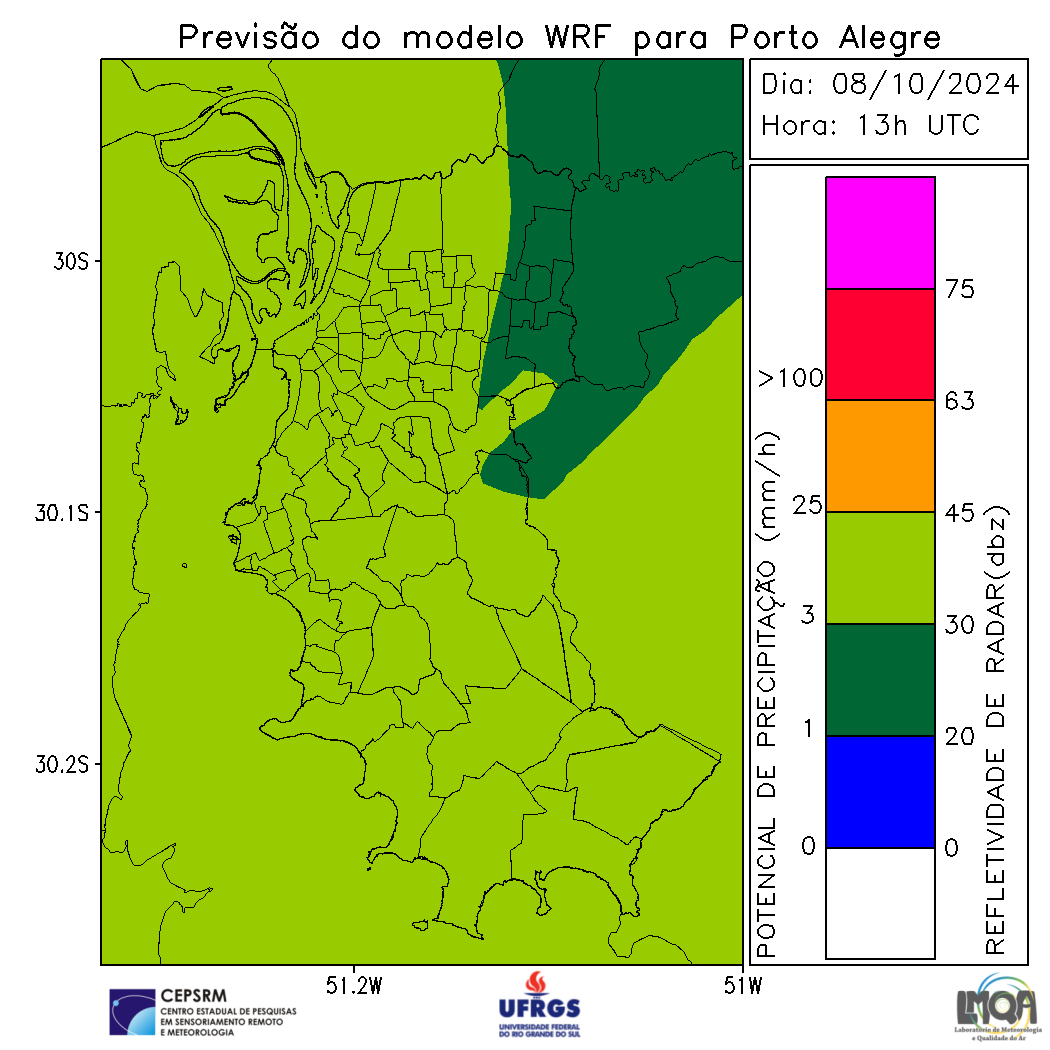 Previsão do modelo WRF para Porto Alegre
Dia: 08/10/2024
Hora: 13h UTC
30S
30.1S
30.2S
51.2W
51W
POTENCIAL DE PRECIPITAÇÃO (mm/h)
>100
25
3
1
0
75
63
45
30
20
0
REFLETIVIDADE DE RADAR(dbz)
CEPSRM
CENTRO ESTADUAL DE PESQUISAS
EM SENSORIAMENTO REMOTO
E METEOROLOGIA
UFRGS
UNIVERSIDADE FEDERAL
DO RIO GRANDE DO SUL
LMQA
Laboratório de Meteorologia
e Qualidade do Ar